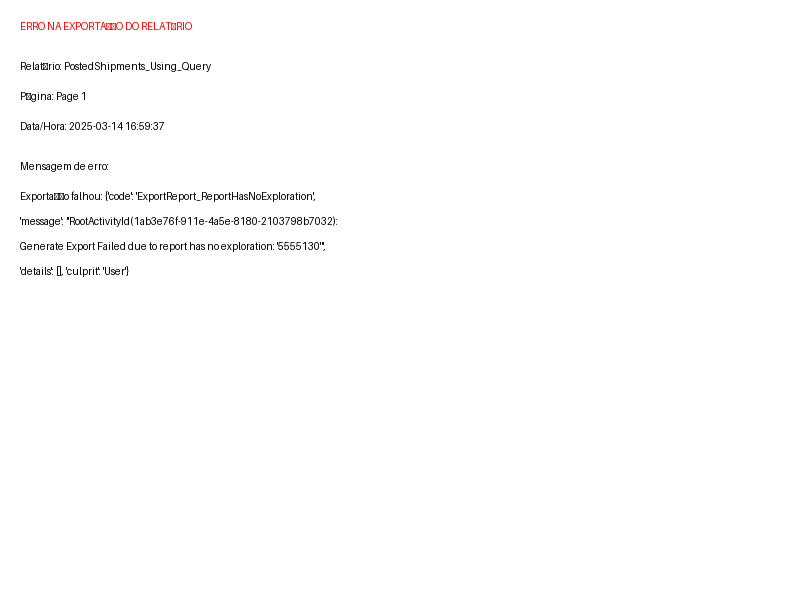 ERRO NA EXPORTA▯▯O DO RELAT▯RIO
Relat▯rio: PostedShipments_Using_Query
P▯gina: Page 1
Data/Hora: 2025-03-14 16:59:37
Mensagem de erro:
Exporta▯▯o falhou: {'code': 'ExportReport_ReportHasNoExploration',
'message': "RootActivityId(1ab3e76f-911e-4a5e-8180-2103798b7032):
Generate Export Failed due to report has no exploration: '5555130'",
'details': [], 'culprit': 'User'}